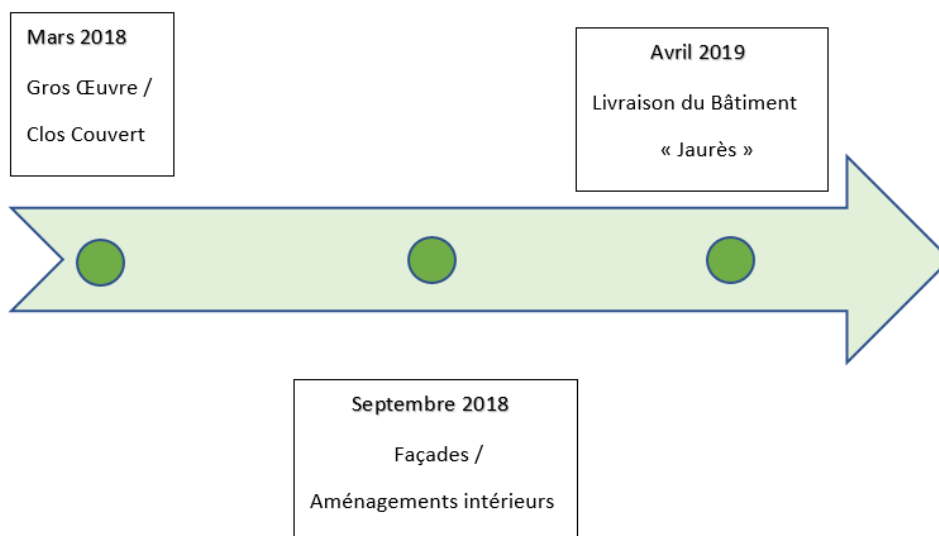 Mars 2018
Gros Œuvre /
Clos Couvert
Avril 2019
Livraison du Bâtiment
« Jaurès »
Septembre 2018
Façades /
Aménagements intérieurs